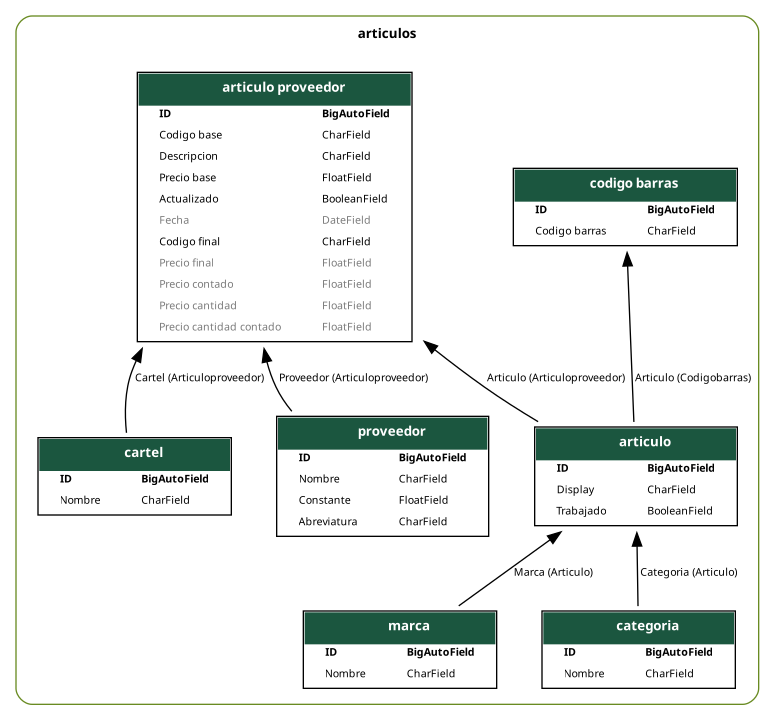 articulos
articulo proveedor
ID BigAutoField
Codigo base CharField
Descripcion CharField
Precio base FloatField
Actualizado BooleanField
Fecha DateField
Codigo final CharField
Precio final FloatField
Precio contado FloatField
Precio cantidad FloatField
Precio cantidad contado FloatField
codigo barras
ID BigAutoField
Codigo barras CharField
Cartel (Articuloproveedor)
Proveedor (Articuloproveedor)
Articulo (Articuloproveedor)
Articulo (Codigobarras)
cartel
ID BigAutoField
Nombre CharField
proveedor
ID BigAutoField
Nombre CharField
Constante FloatField
Abreviatura CharField
articulo
ID BigAutoField
Display CharField
Trabajado BooleanField
Marca (Articulo)
Categoria (Articulo)
marca
ID BigAutoField
Nombre CharField
categoria
ID BigAutoField
Nombre CharField